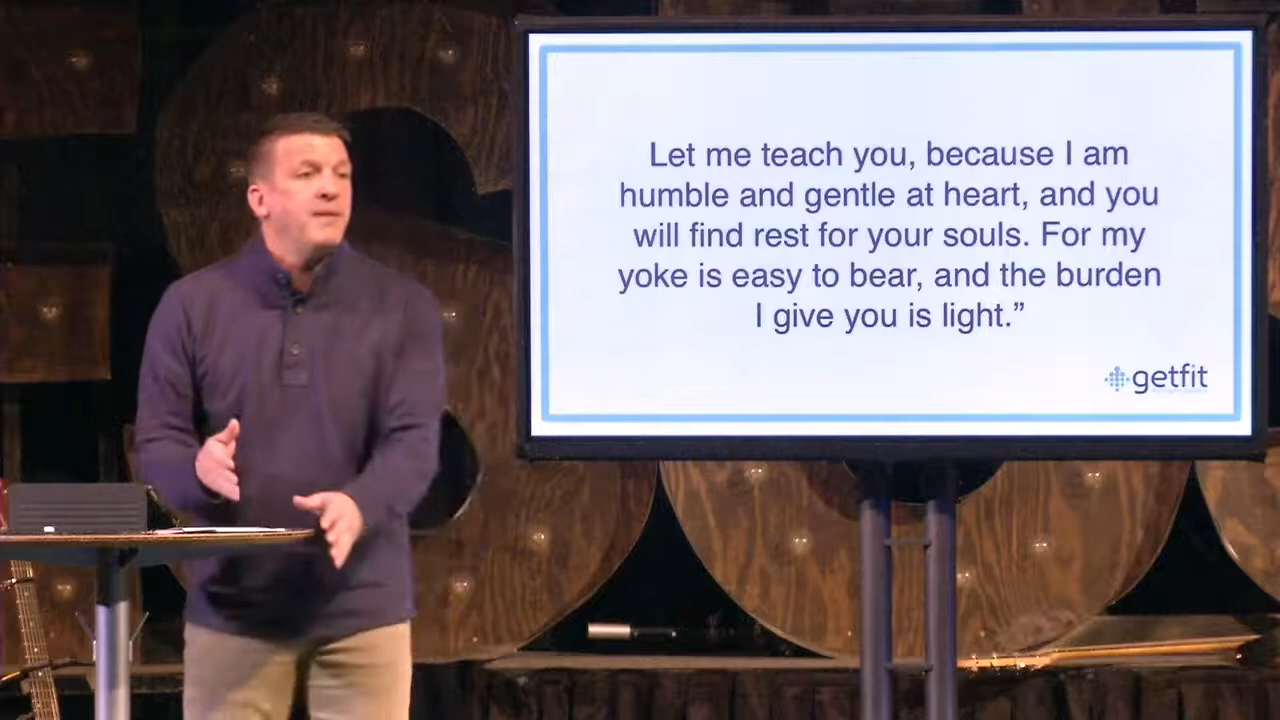 Let me teach you, because I am
humble and gentle at heart, and you
will find rest for your souls. For my
yoke is easy to bear, and the burden
I give you is light.”
getfit